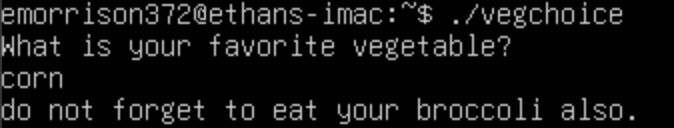 emorrison372@ethans-imac:~$ ./vegchoice
What is your favorite vegetable?
corn
do not forget to eat your broccoli also.